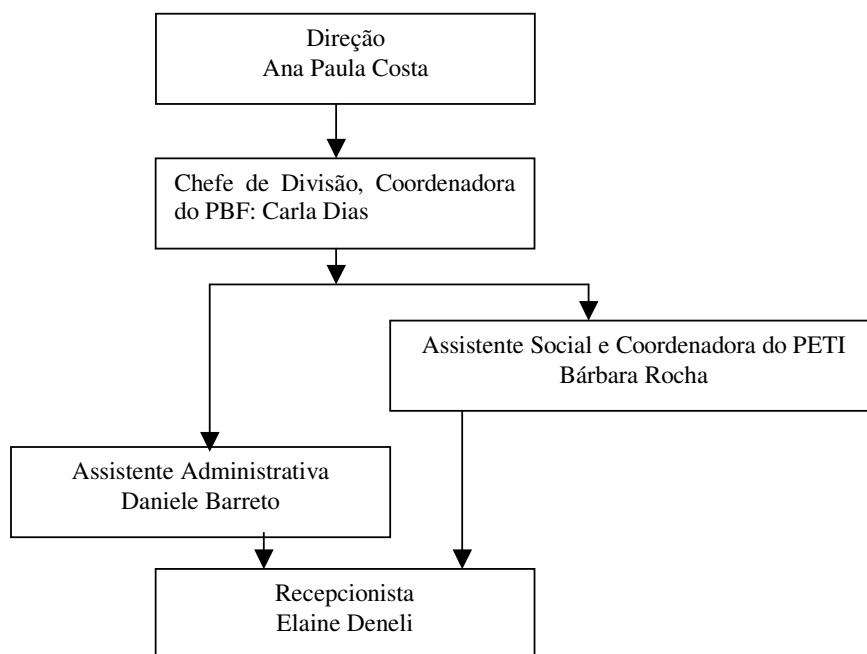 Direção
Ana Paula Costa
Chefe de Divisão, Coordenadora
do PBF: Carla Dias
Assistente Social e Coordenadora do PETI
Bárbara Rocha
Assistente Administrativa
Daniele Barreto
Recepcionista
Elaine Deneli